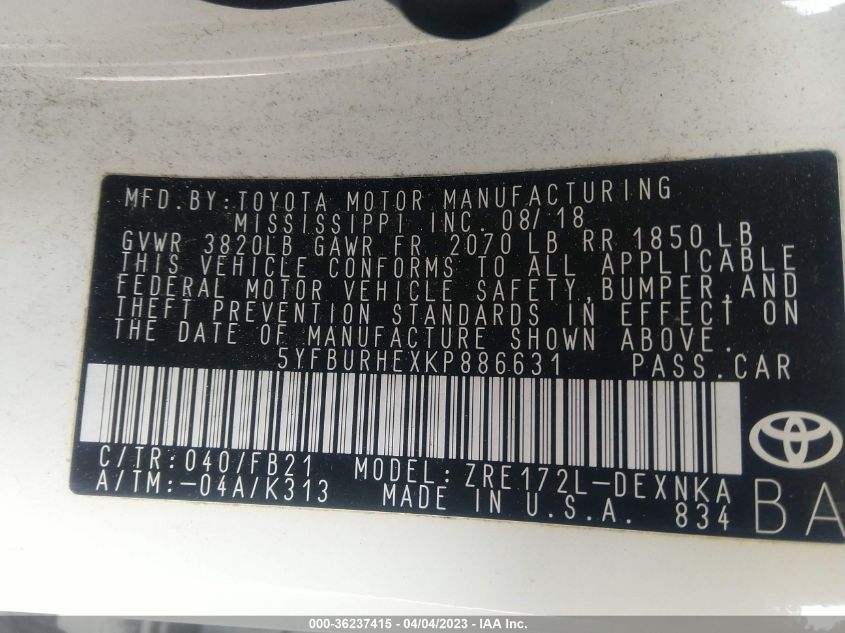 MFD.BY:TOYOTA MOTOR MANUFACTURING
MISSISSIPPI INC. 08/18
GVWR 3820LB GAWR FR 2070 LB RR 1850 LB
THIS VEHICLE CONFORMS TO ALL APPLICABLE
FEDERAL MOTOR VEHICLE SAFETY,BUMPER,AND
THEFT PREVENTION STANDARDS IN EFFECT ON
THE DATE OF MANUFACTURE SHOWN ABOVE.
5YFBURHEXKP886631 PASS.CAR
C/TR: 040/FB21 MODEL: ZRE172L-DEXNKA
A/TM:-04A/K313 MADE IN U.S.A. 834
BA
000-36237415 - 04/04/2023 - IAA Inc.